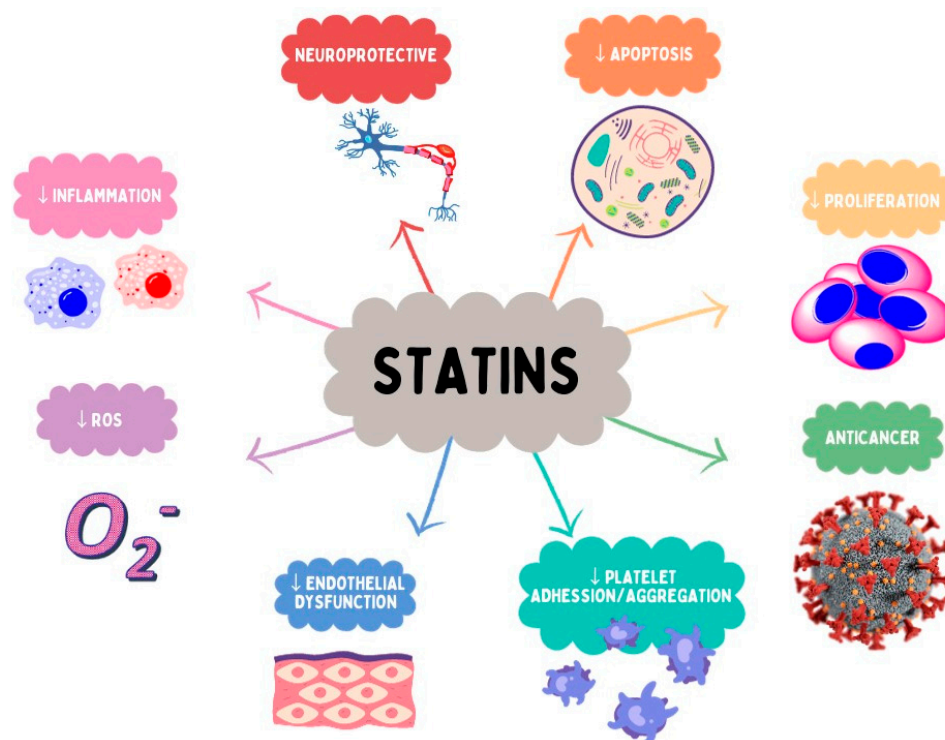 NEUROPROTECTIVE
↓ APOPTOSIS
↓ INFLAMMATION
↓ PROLIFERATION
STATINS
↓ ROS
ANTICANCER
O₂⁻
↓ ENDOTHELIAL
DYSFUNCTION
↓ PLATELET
ADHESSION/AGGREGATION